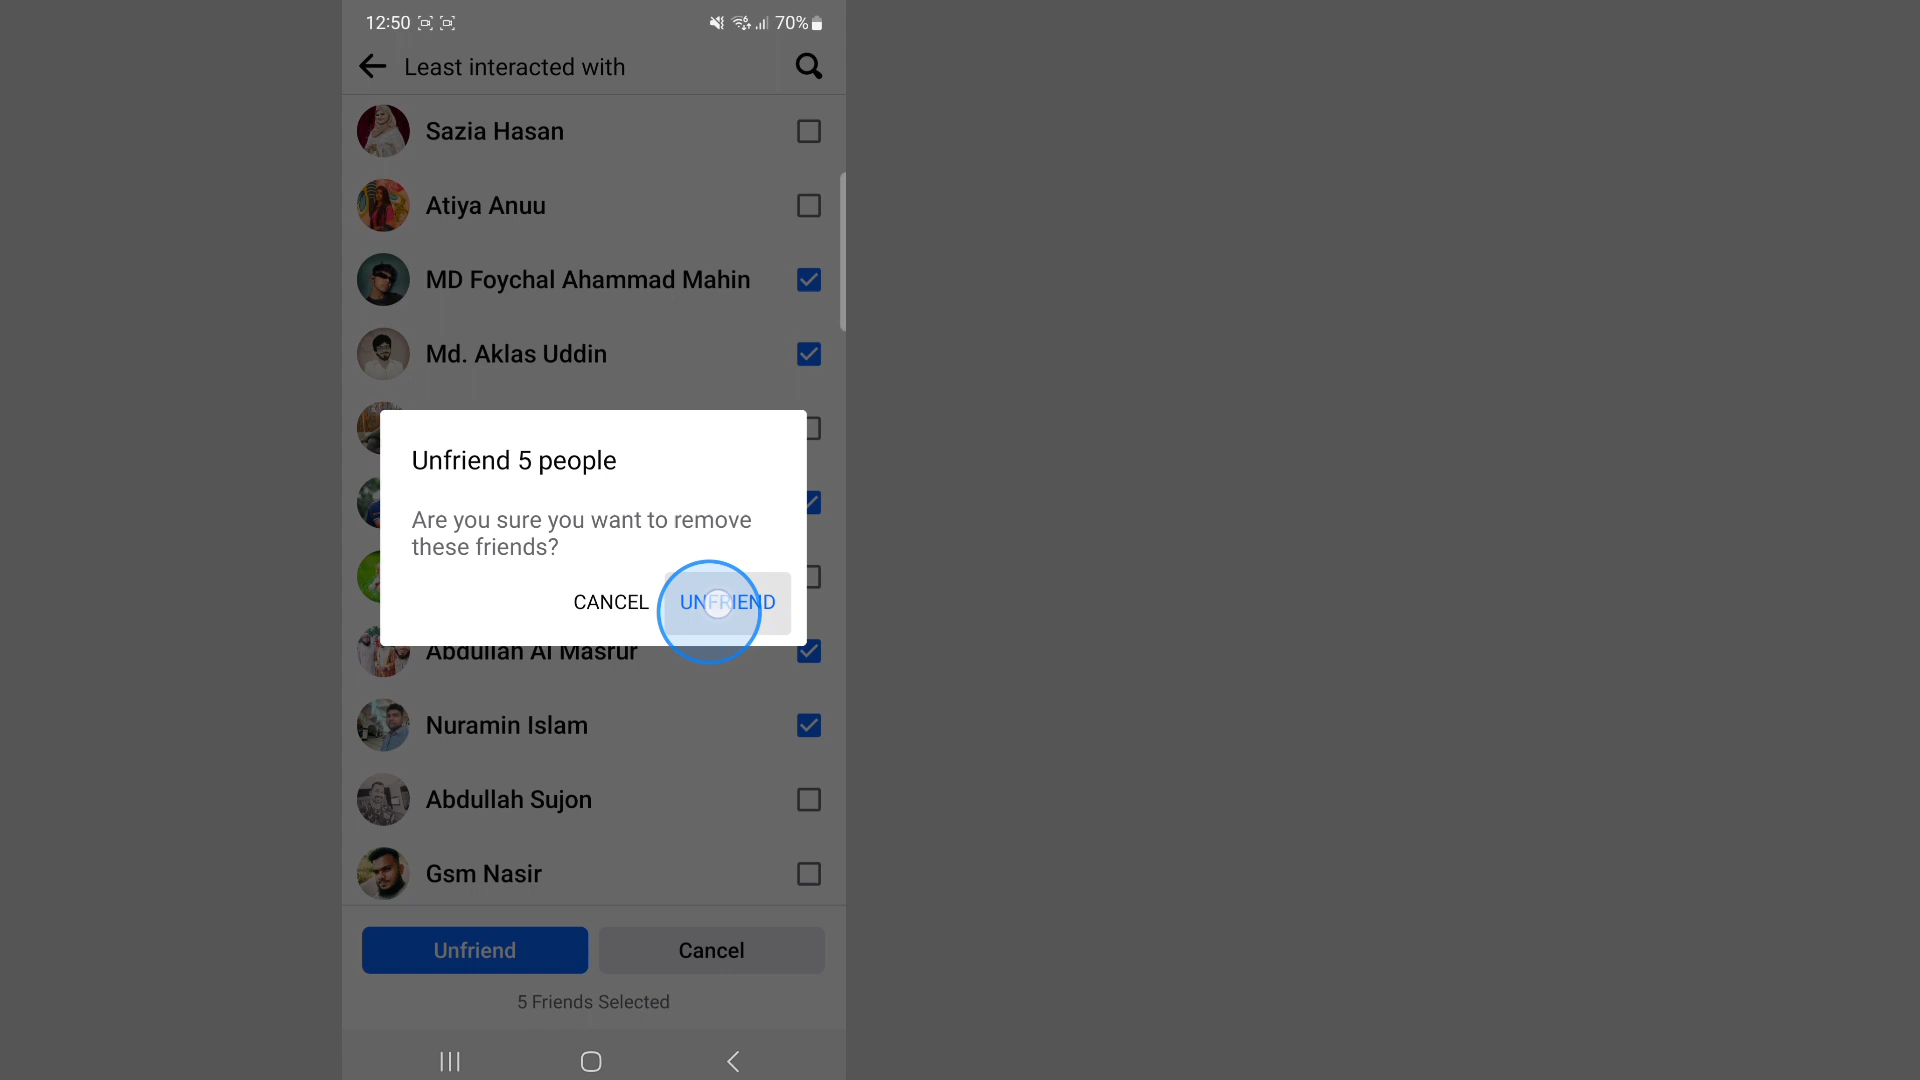 12:50 70%
Least interacted with
Sazia Hasan
Atiya Anuu
MD Foychal Ahammad Mahin
Md. Aklas Uddin
Unfriend 5 people
Are you sure you want to remove
these friends?
CANCEL UNFRIEND
Abdullah Al Masrur
Nuramin Islam
Abdullah Sujon
Gsm Nasir
Unfriend Cancel
5 Friends Selected